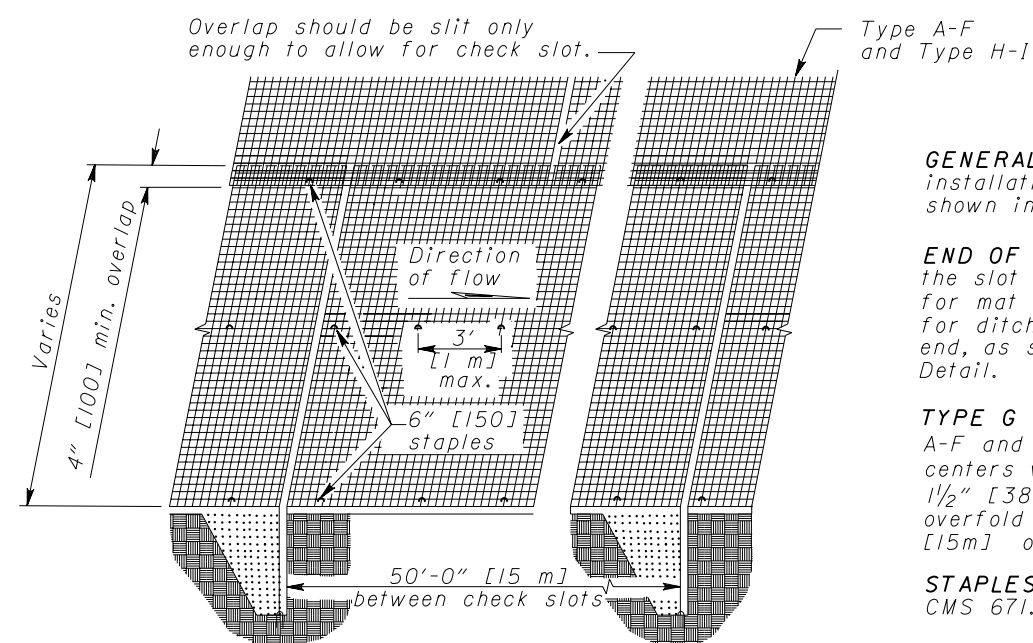 Overlap should be slit only
enough to allow for check slot.
Type A-F
and Type H-I
Varies
4" [100] min. overlap
Direction
of flow
3'
[1 m]
max.
6" [150]
staples
50'-0" [15 m]
between check slots
GENERAL
installati
shown in
END OF
the slot
for mat
for ditch
end, as s
Detail.
TYPE G
A-F and
centers w
1½" [38
overfold
[15m] o
STAPLES
CMS 671.